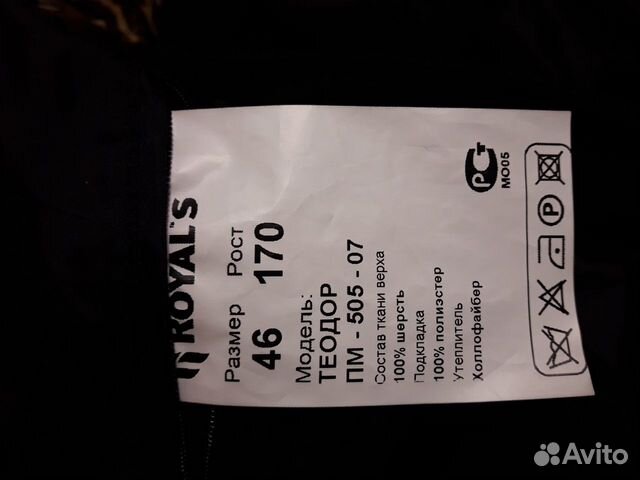 ROYAL'S
Размер Рост
46 170
Модель:
ТЕОДОР
ПМ - 505 - 07
Состав ткани верха
100% шерсть
Подкладка
100% полиэстер
Утеплитель
Холлофайбер
РСТ
МО05
P
Avito